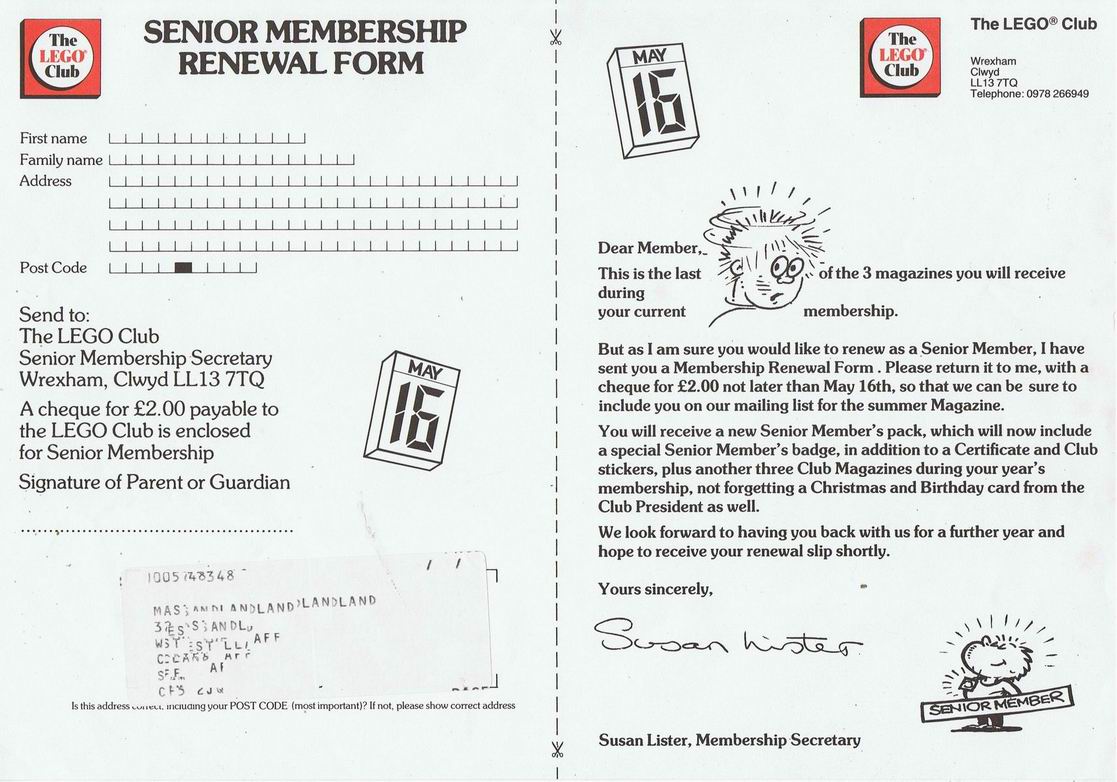 The
LEGO®
Club
SENIOR MEMBERSHIP
RENEWAL FORM
First name
Family name
Address
Post Code
Send to:
The LEGO Club
Senior Membership Secretary
Wrexham, Clwyd LL13 7TQ
A cheque for £2.00 payable to
the LEGO Club is enclosed
for Senior Membership
Signature of Parent or Guardian
MAY
16
Is this address correct, including your POST CODE (most important)? If not, please show correct address
MAY
16
The
LEGO®
Club
The LEGO® Club
Wrexham
Clwyd
LL13 7TQ
Telephone: 0978 266949
Dear Member,
This is the last of the 3 magazines you will receive
during
your current membership.
But as I am sure you would like to renew as a Senior Member, I have
sent you a Membership Renewal Form . Please return it to me, with a
cheque for £2.00 not later than May 16th, so that we can be sure to
include you on our mailing list for the summer Magazine.
You will receive a new Senior Member's pack, which will now include
a special Senior Member's badge, in addition to a Certificate and Club
stickers, plus another three Club Magazines during your year's
membership, not forgetting a Christmas and Birthday card from the
Club President as well.
We look forward to having you back with us for a further year and
hope to receive your renewal slip shortly.
Yours sincerely,
Susan Lister
SENIOR MEMBER
Susan Lister, Membership Secretary